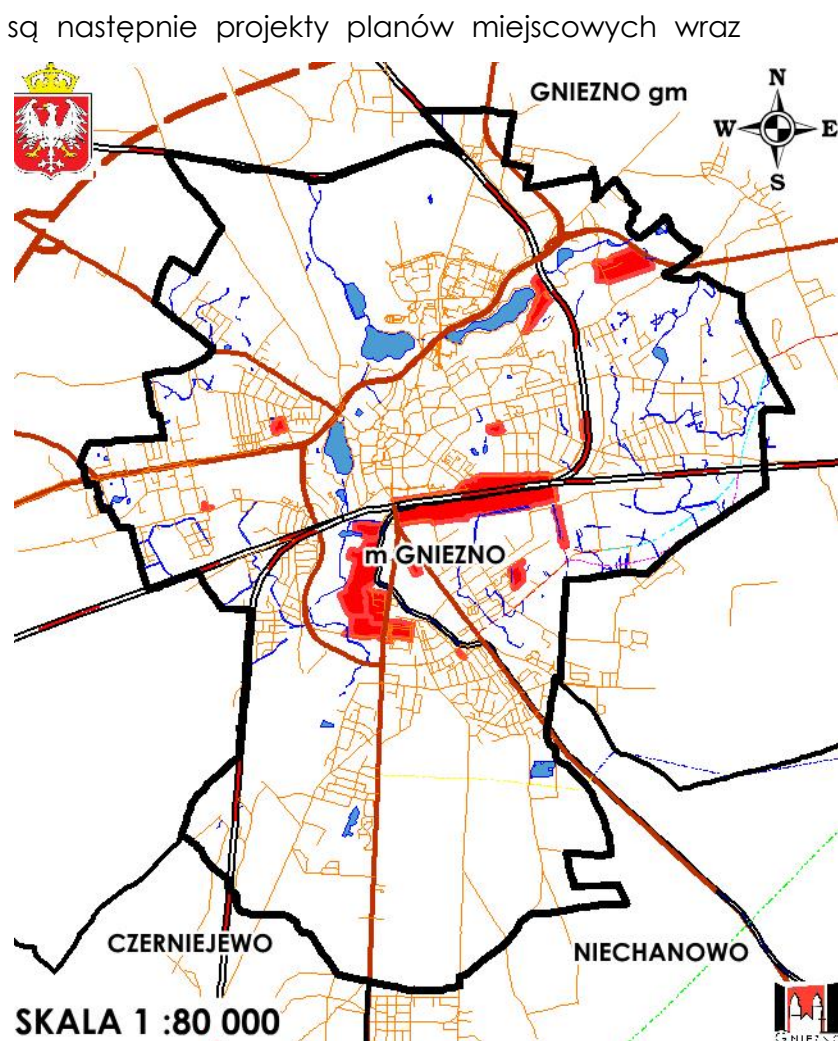 są następnie projekty planów miejscowych wraz
GNIEZNO gm
N
W E
S
m GNIEZNO
CZERNIEJEWO
NIECHANOWO
SKALA 1 :80 000